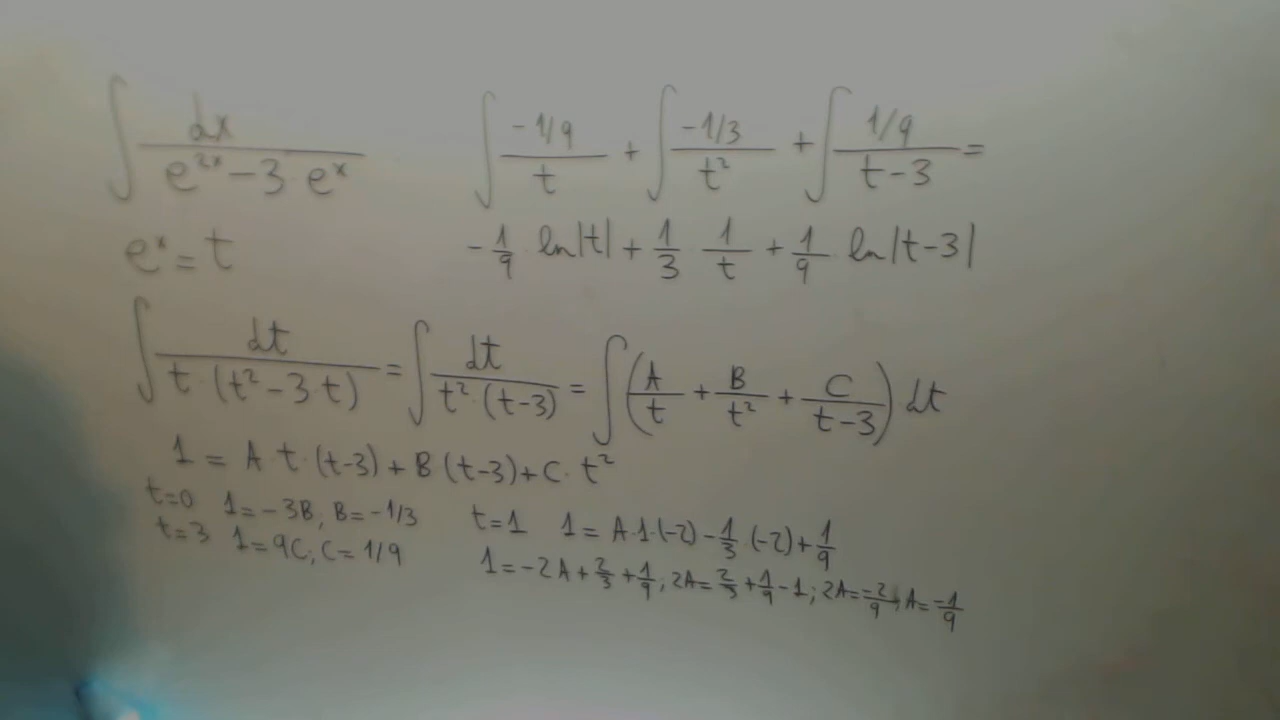 ∫ dx / (e^{2x} - 3 e^x)
e^x = t
∫ (-1/9)/t + ∫ (-1/3)/t² + ∫ (1/9)/(t-3) =
-1/9 · ln|t| + 1/3 · 1/t + 1/9 · ln|t-3|
∫ dt / (t·(t²-3·t)) = ∫ dt / (t²·(t-3)) = ∫ (A/t + B/t² + C/(t-3)) dt
1 = A t·(t-3) + B (t-3) + C·t²
t=0 1=-3B, B=-1/3
t=3 1=9C, C=1/9
t=1 1 = A·1·(-2) - 1/3 ·(-2) + 1/9
1 = -2A + 2/3 + 1/9, 2A = 2/3 + 1/9 - 1; 2A = -2/9, A = -1/9